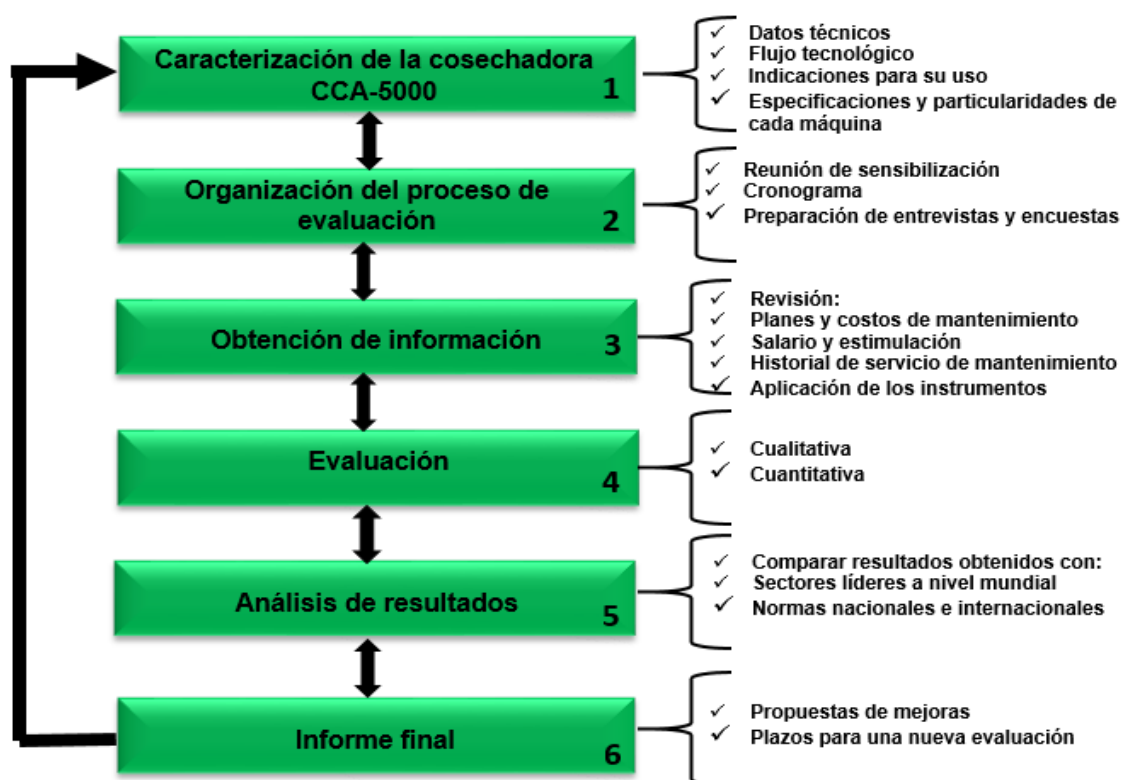 Caracterización de la cosechadora
CCA-5000
1
✓ Datos técnicos
✓ Flujo tecnológico
✓ Indicaciones para su uso
✓ Especificaciones y particularidades de
cada máquina
Organización del proceso de
evaluación
2
✓ Reunión de sensibilización
✓ Cronograma
✓ Preparación de entrevistas y encuestas
Obtención de información
3
✓ Revisión:
✓ Planes y costos de mantenimiento
✓ Salario y estimulación
✓ Historial de servicio de mantenimiento
✓ Aplicación de los instrumentos
Evaluación
4
✓ Cualitativa
✓ Cuantitativa
Análisis de resultados
5
✓ Comparar resultados obtenidos con:
✓ Sectores líderes a nivel mundial
✓ Normas nacionales e internacionales
Informe final
6
✓ Propuestas de mejoras
✓ Plazos para una nueva evaluación